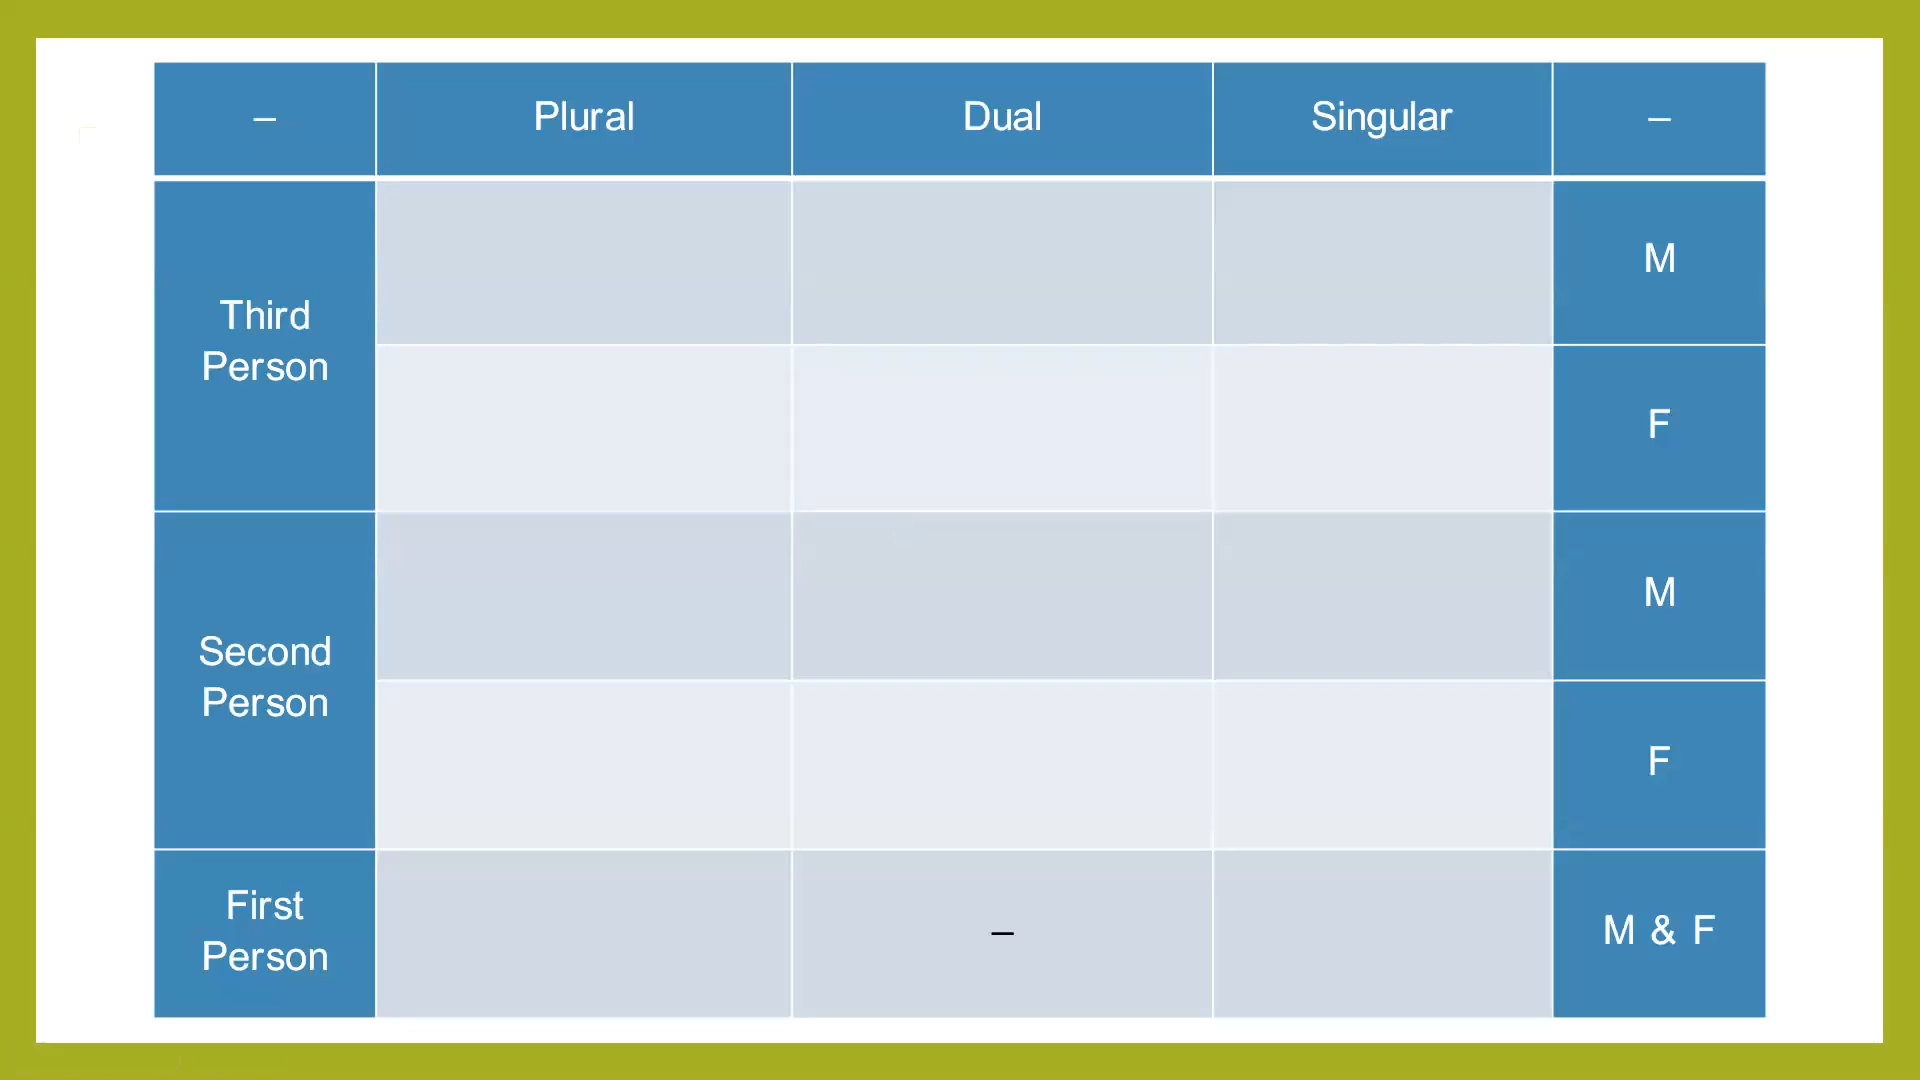 –
Plural
Dual
Singular
–
Third
Person
M
F
Second
Person
M
F
First
Person
–
M & F